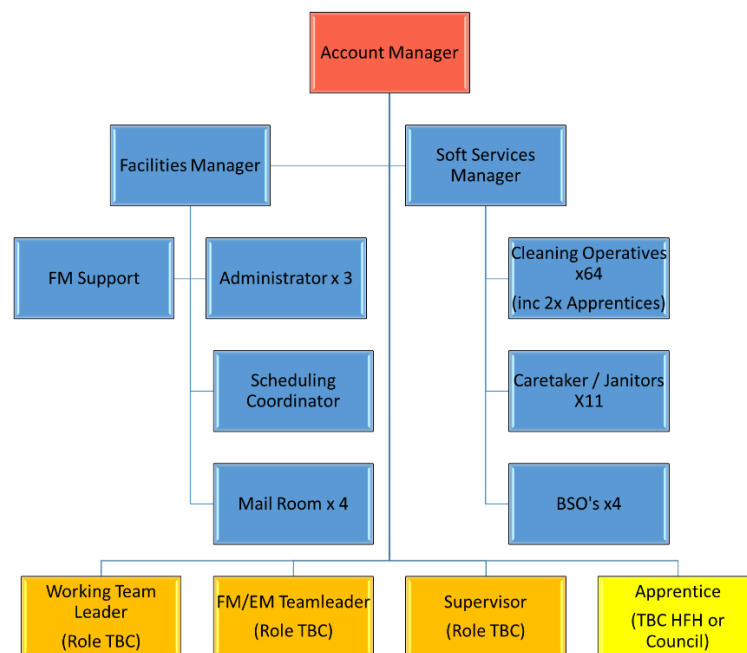 Account Manager
Facilities Manager
Soft Services
Manager
FM Support
Administrator x 3
Cleaning Operatives
x64
(inc 2x Apprentices)
Scheduling
Coordinator
Caretaker / Janitors
X11
Mail Room x 4
BSO's x4
Working Team
Leader
(Role TBC)
FM/EM Teamleader
(Role TBC)
Supervisor
(Role TBC)
Apprentice
(TBC HFH or
Council)